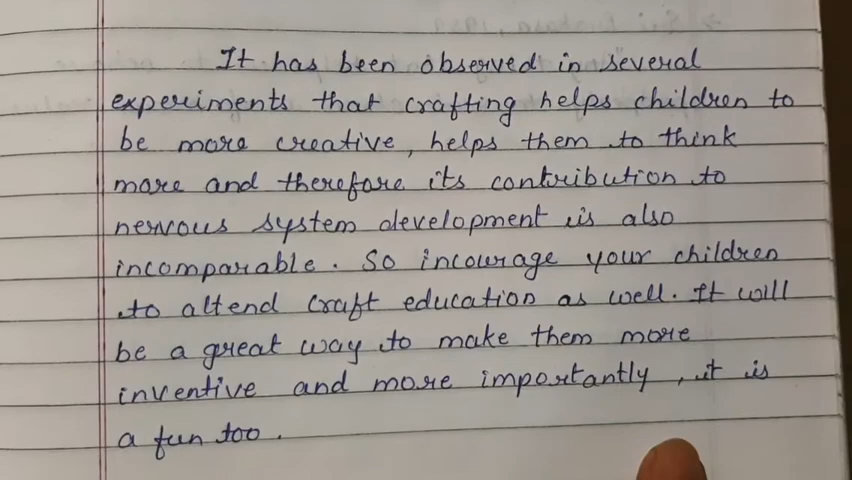 It has been observed in several
experiments that crafting helps children to
be more creative, helps them to think
more and therefore its contribution to
nervous system development is also
incomparable. So incourage your children
to attend craft education as well. It will
be a great way to make them more
inventive and more importantly, it is
a fun too.